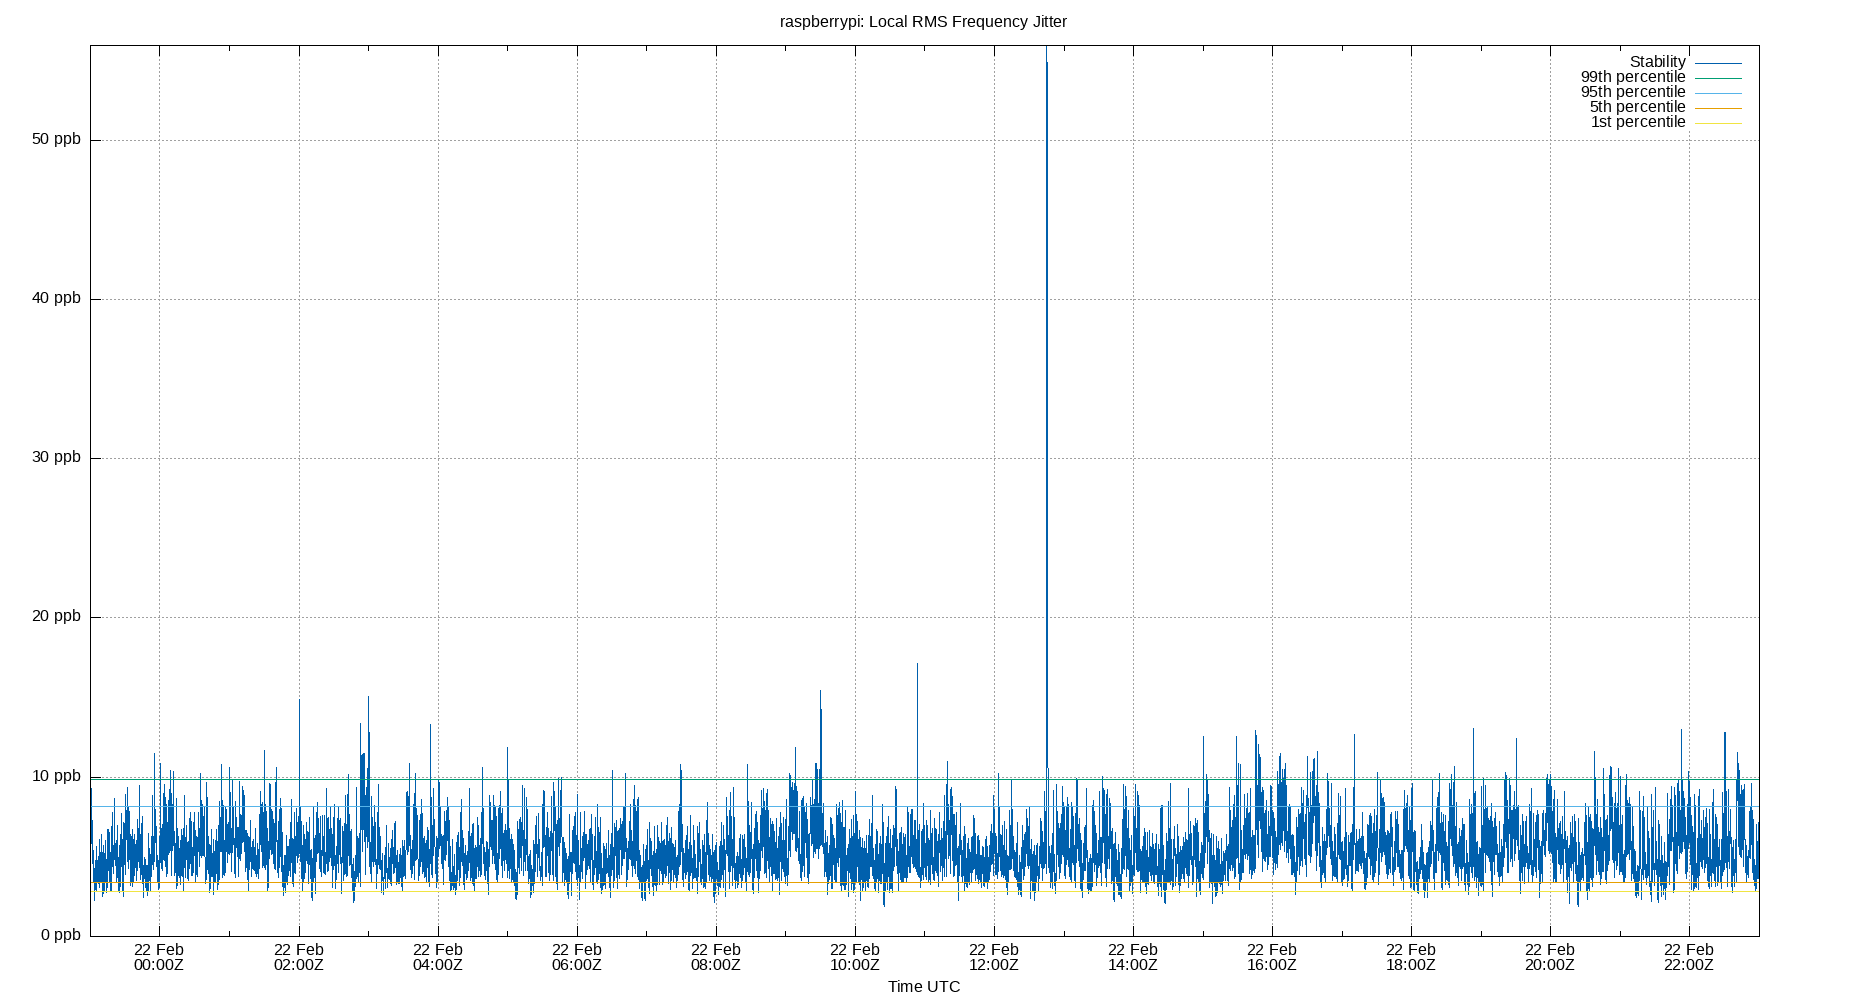 raspberrypi: Local RMS Frequency Jitter
Stability
99th percentile
95th percentile
5th percentile
1st percentile
50 ppb
40 ppb
30 ppb
20 ppb
10 ppb
0 ppb
22 Feb 22 Feb 22 Feb 22 Feb 22 Feb 22 Feb 22 Feb 22 Feb 22 Feb 22 Feb 22 Feb 22 Feb
00:00Z 02:00Z 04:00Z 06:00Z 08:00Z 10:00Z 12:00Z 14:00Z 16:00Z 18:00Z 20:00Z 22:00Z
Time UTC